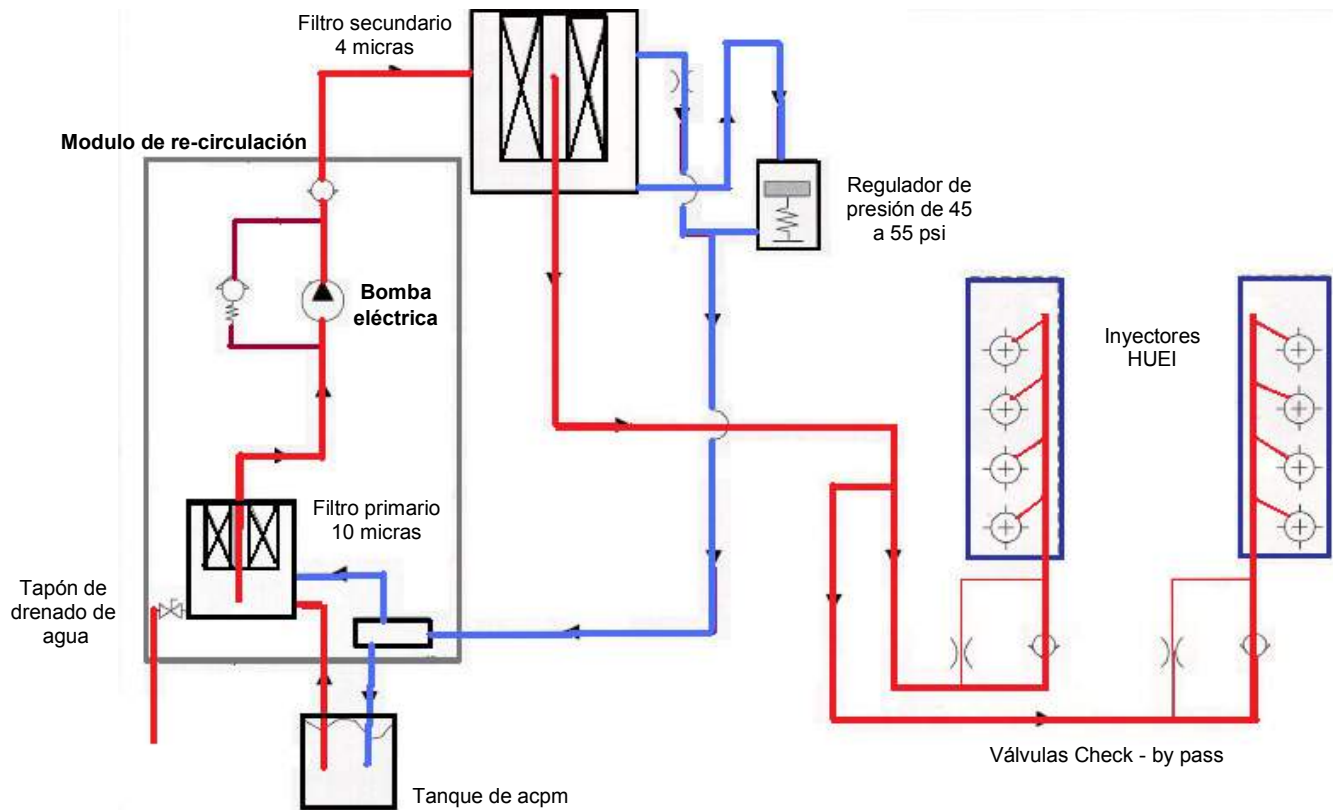 Filtro secundario
4 micras
Modulo de re-circulación
Regulador de
presión de 45
a 55 psi
Bomba
eléctrica
Inyectores
HUEI
Filtro primario
10 micras
Tapón de
drenado de
agua
Válvulas Check - by pass
Tanque de acpm